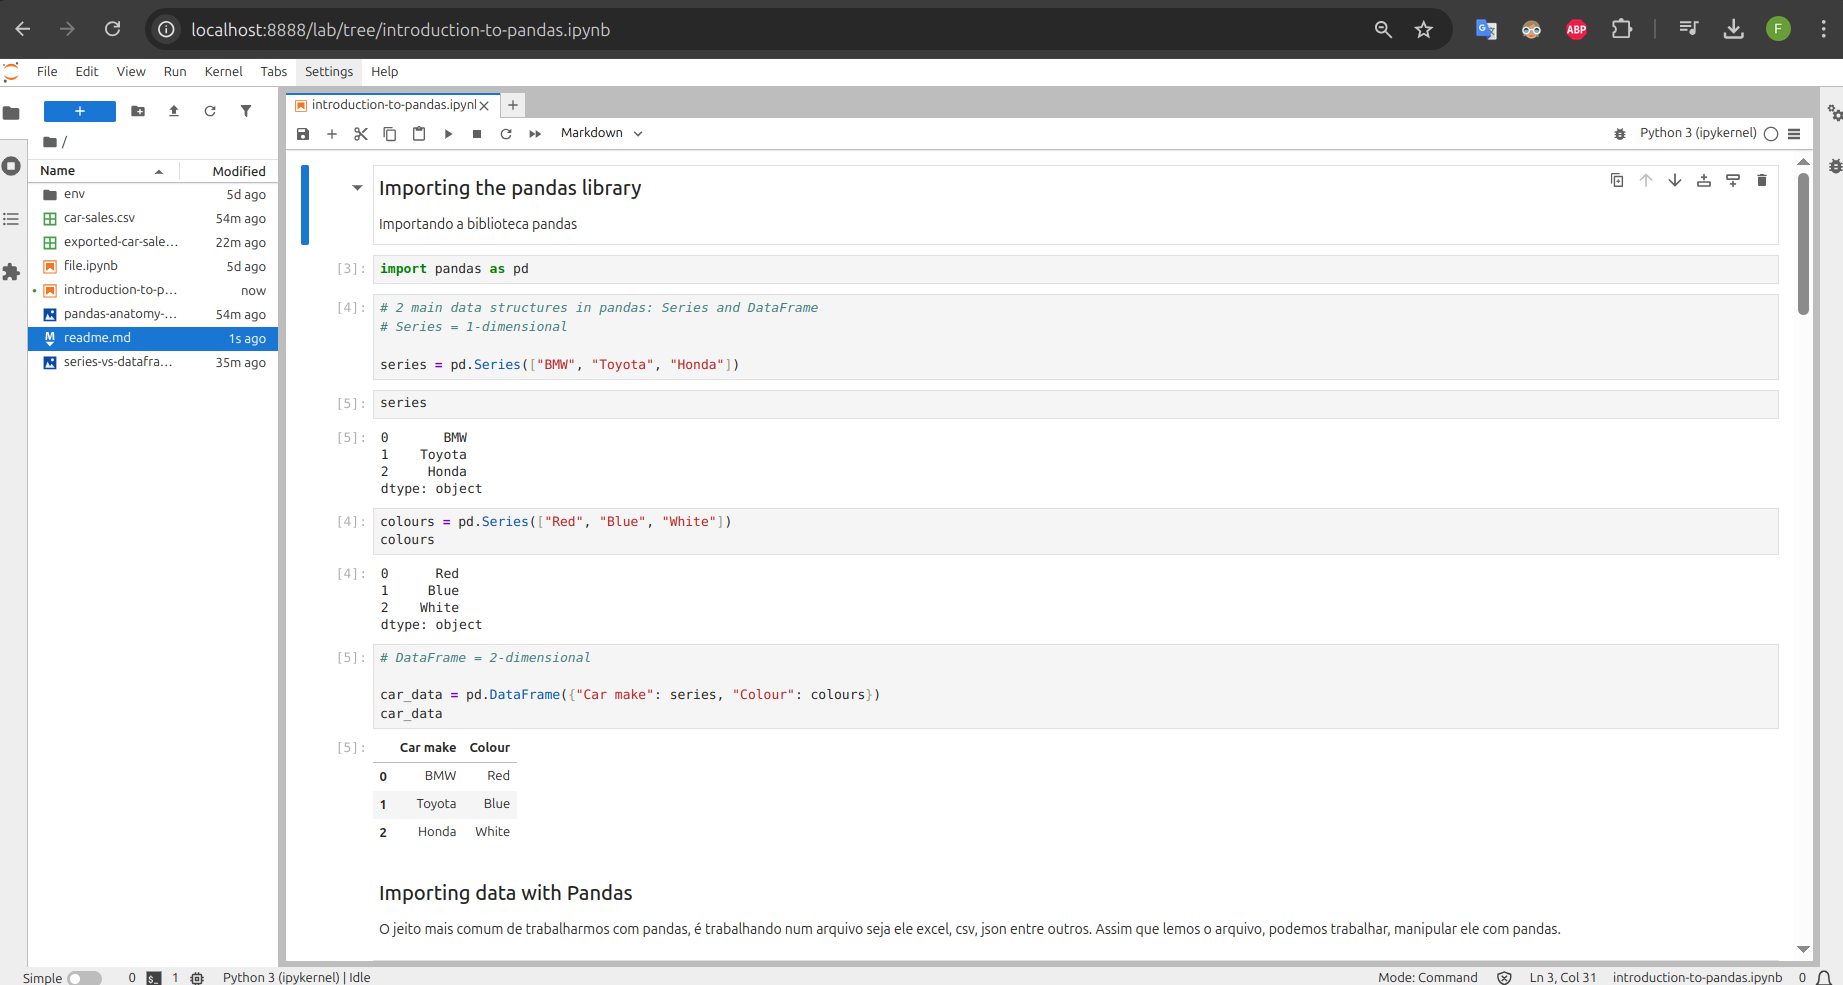 localhost:8888/lab/tree/introduction-to-pandas.ipynb
ABP
F
File Edit View Run Kernel Tabs Settings Help
introduction-to-pandas.ipynl
Markdown
Python 3 (ipykernel)
/
Name Modified
env 5d ago
car-sales.csv 54m ago
exported-car-sale... 22m ago
file.ipynb 5d ago
introduction-to-p... now
pandas-anatomy-... 54m ago
readme.md 1s ago
series-vs-datafra... 35m ago
Importing the pandas library
Importando a biblioteca pandas
[3]: import pandas as pd
[4]: # 2 main data structures in pandas: Series and DataFrame
# Series = 1-dimensional
series = pd.Series(["BMW", "Toyota", "Honda"])
[5]: series
[5]: 0 BMW
1 Toyota
2 Honda
dtype: object
[4]: colours = pd.Series(["Red", "Blue", "White"])
colours
[4]: 0 Red
1 Blue
2 White
dtype: object
[5]: # DataFrame = 2-dimensional
car_data = pd.DataFrame({"Car make": series, "Colour": colours})
car_data
[5]: Car make Colour
0 BMW Red
1 Toyota Blue
2 Honda White
Importing data with Pandas
O jeito mais comum de trabalharmos com pandas, é trabalhando num arquivo seja ele excel, csv, json entre outros. Assim que lemos o arquivo, podemos trabalhar, manipular ele com pandas.
Simple 0 1 Python 3 (ipykernel) | Idle Mode: Command Ln 3, Col 31 introduction-to-pandas.ipynb 0